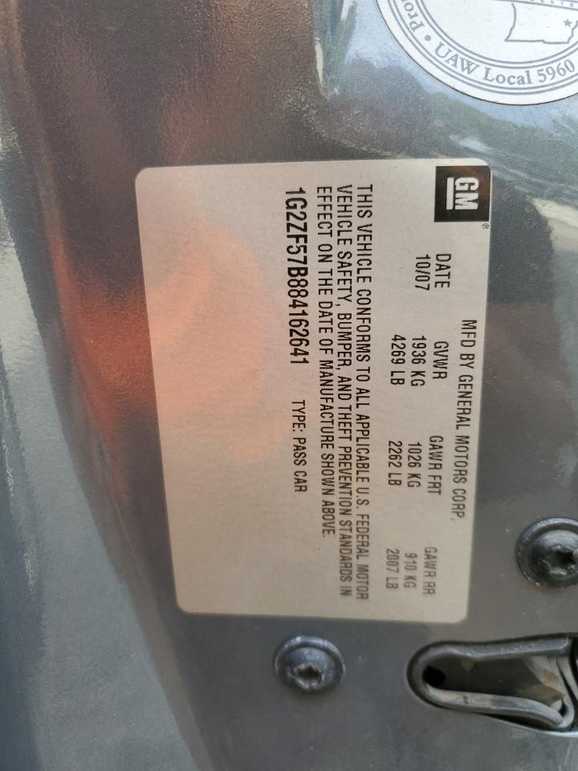 Pro
• UAW Local 5960
GM
MFD BY GENERAL MOTORS CORP.
DATE GVWR GAWR FRT GAWR RR
10/07 1936 KG 1026 KG 910 KG
4269 LB 2262 LB 2007 LB
THIS VEHICLE CONFORMS TO ALL APPLICABLE U.S. FEDERAL MOTOR
VEHICLE SAFETY, BUMPER, AND THEFT PREVENTION STANDARDS IN
EFFECT ON THE DATE OF MANUFACTURE SHOWN ABOVE.
1G2ZF57B884162641 TYPE: PASS CAR